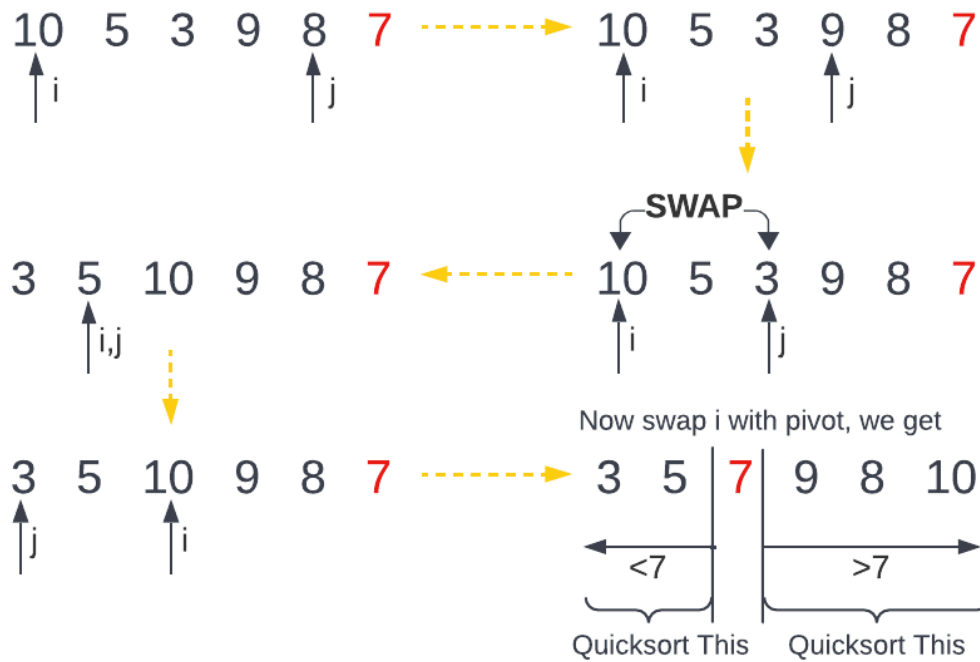 10 5 3 9 8 7
i j
10 5 3 9 8 7
i j
SWAP
10 5 3 9 8 7
i j
3 5 10 9 8 7
i,j
3 5 10 9 8 7
j i
Now swap i with pivot, we get
3 5 7 9 8 10
<7 >7
Quicksort This Quicksort This